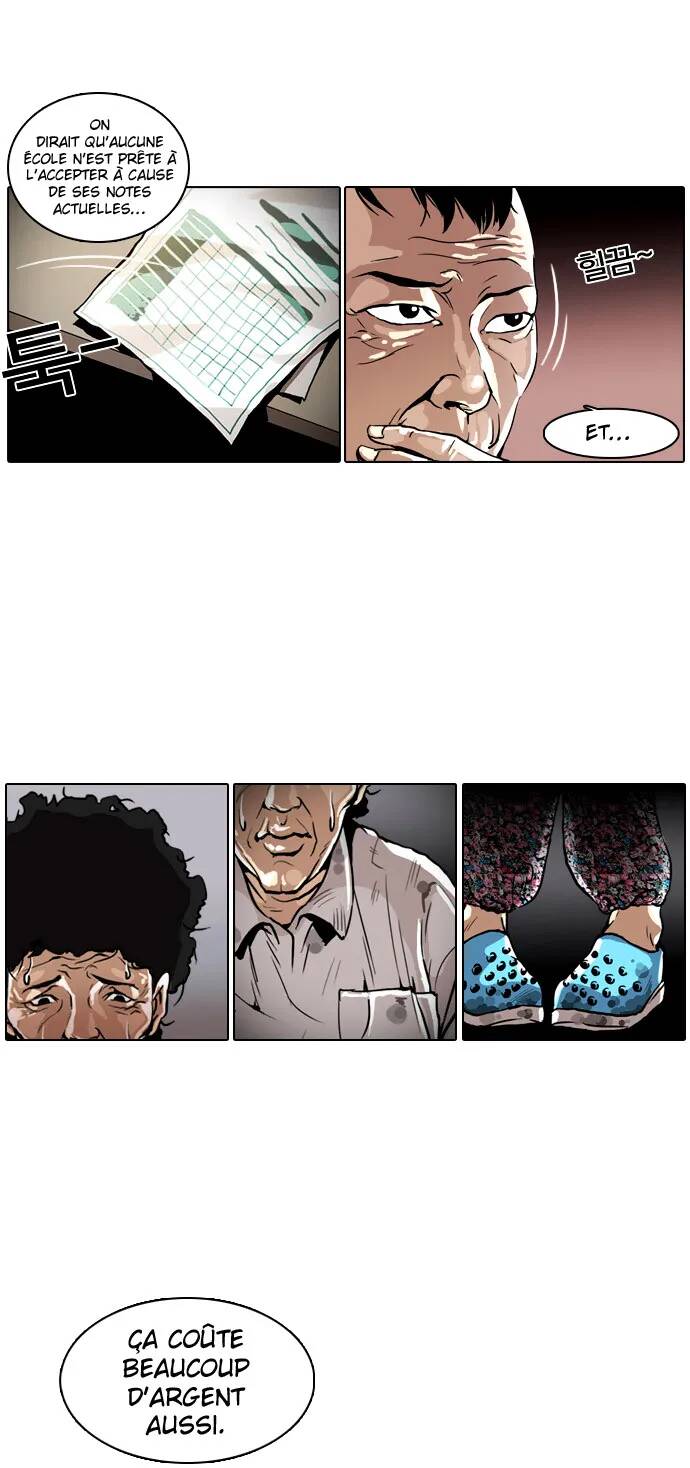 ON
DIRAIT QU'AUCUNE
ÉCOLE N'EST PRÊTE À
L'ACCEPTER À CAUSE
DE SES NOTES
ACTUELLES...
툭~
힐끔~
ET...
ÇA COÛTE
BEAUCOUP
D'ARGENT
AUSSI.